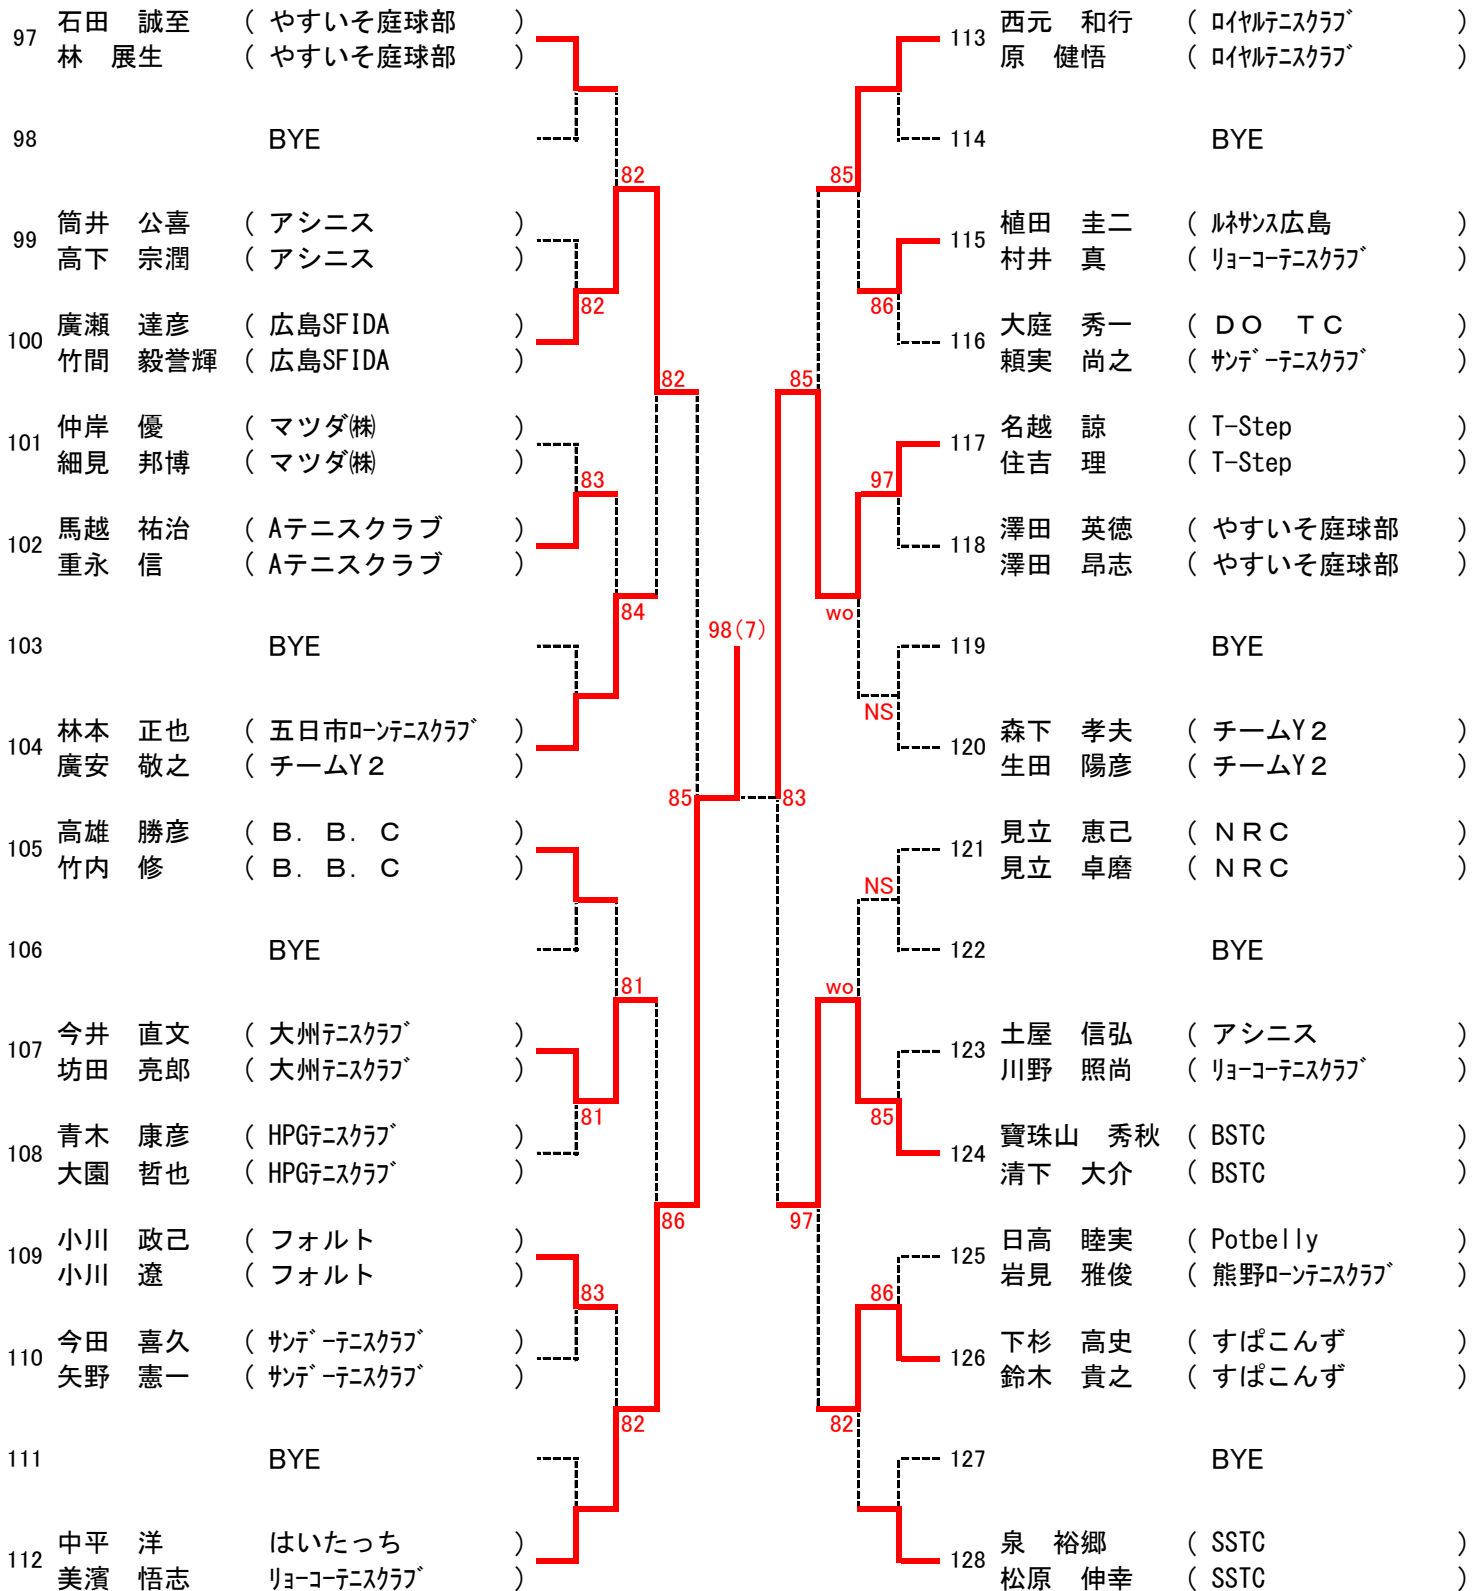 97 石田 誠至 ( やすいそ庭球部 )
林 展生 ( やすいそ庭球部 )
98 BYE
82
99 筒井 公喜 ( アシニス )
高下 宗潤 ( アシニス )
82
100 廣瀬 達彦 ( 広島SFIDA )
竹間 毅誉輝 ( 広島SFIDA )
82
101 仲岸 優 ( マツダ㈱ )
細見 邦博 ( マツダ㈱ )
83
102 馬越 祐治 ( Aテニスクラブ )
重永 信 ( Aテニスクラブ )
84
103 BYE
98(7)
104 林本 正也 ( 五日市ﾛｰﾝﾃﾆｽｸﾗﾌﾞ )
廣安 敬之 ( チームY2 )
85
105 高雄 勝彦 ( B. B. C )
竹内 修 ( B. B. C )
106 BYE
81
107 今井 直文 ( 大州ﾃﾆｽｸﾗﾌﾞ )
坊田 亮郎 ( 大州ﾃﾆｽｸﾗﾌﾞ )
81
108 青木 康彦 ( HPGﾃﾆｽｸﾗﾌﾞ )
大園 哲也 ( HPGﾃﾆｽｸﾗﾌﾞ )
86
109 小川 政己 ( フォルト )
小川 遼 ( フォルト )
83
110 今田 喜久 ( ｻﾝﾃﾞｰﾃﾆｽｸﾗﾌﾞ )
矢野 憲一 ( ｻﾝﾃﾞｰﾃﾆｽｸﾗﾌﾞ )
82
111 BYE
112 中平 洋 はいたっち )
美濱 悟志 ﾘｮｰｺｰﾃﾆｽｸﾗﾌﾞ )
113 西元 和行 ( ﾛｲﾔﾙﾃﾆｽｸﾗﾌﾞ )
原 健悟 ( ﾛｲﾔﾙﾃﾆｽｸﾗﾌﾞ )
114 BYE
85
115 植田 圭二 ( ﾙﾈｻﾝｽ広島 )
村井 真 ( ﾘｮｰｺｰﾃﾆｽｸﾗﾌﾞ )
86
116 大庭 秀一 ( DO TC )
頼実 尚之 ( ｻﾝﾃﾞｰﾃﾆｽｸﾗﾌﾞ )
85
117 名越 諒 ( T-Step )
住吉 理 ( T-Step )
97
118 澤田 英徳 ( やすいそ庭球部 )
澤田 昂志 ( やすいそ庭球部 )
wo
119 BYE
NS
120 森下 孝夫 ( チームY2 )
生田 陽彦 ( チームY2 )
83
121 見立 恵己 ( NRC )
見立 卓磨 ( NRC )
NS
122 BYE
wo
123 土屋 信弘 ( アシニス )
川野 照尚 ( ﾘｮｰｺｰﾃﾆｽｸﾗﾌﾞ )
85
124 寶珠山 秀秋 ( BSTC )
清下 大介 ( BSTC )
97
125 日高 睦実 ( Potbelly )
岩見 雅俊 ( 熊野ﾛｰﾝﾃﾆｽｸﾗﾌﾞ )
86
126 下杉 高史 ( すぱこんず )
鈴木 貴之 ( すぱこんず )
82
127 BYE
128 泉 裕郷 ( SSTC )
松原 伸幸 ( SSTC )